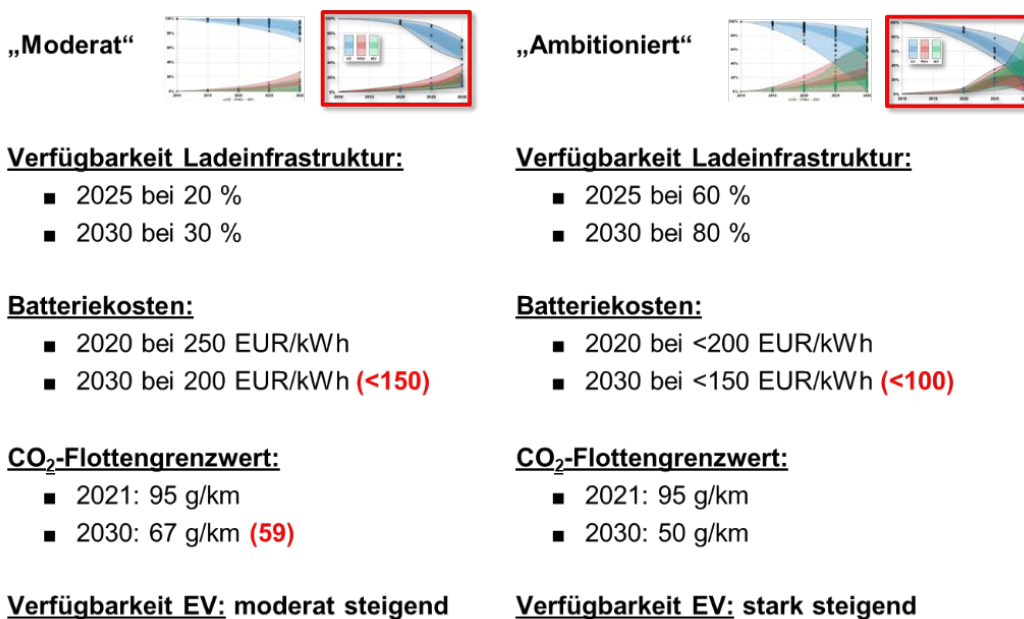 „Moderat“
Verfügbarkeit Ladeinfrastruktur:
■ 2025 bei 20 %
■ 2030 bei 30 %
Batteriekosten:
■ 2020 bei 250 EUR/kWh
■ 2030 bei 200 EUR/kWh (<150)
CO₂-Flottengrenzwert:
■ 2021: 95 g/km
■ 2030: 67 g/km (59)
Verfügbarkeit EV: moderat steigend
„Ambitioniert“
Verfügbarkeit Ladeinfrastruktur:
■ 2025 bei 60 %
■ 2030 bei 80 %
Batteriekosten:
■ 2020 bei <200 EUR/kWh
■ 2030 bei <150 EUR/kWh (<100)
CO₂-Flottengrenzwert:
■ 2021: 95 g/km
■ 2030: 50 g/km
Verfügbarkeit EV: stark steigend